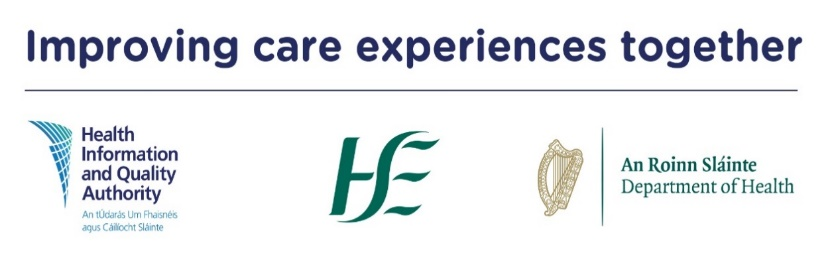 Improving care experiences together
Health
Information
and Quality
Authority
An tÚdarás Um Fhaisnéis
agus Cáilíocht Sláinte
HSE
An Roinn Sláinte
Department of Health